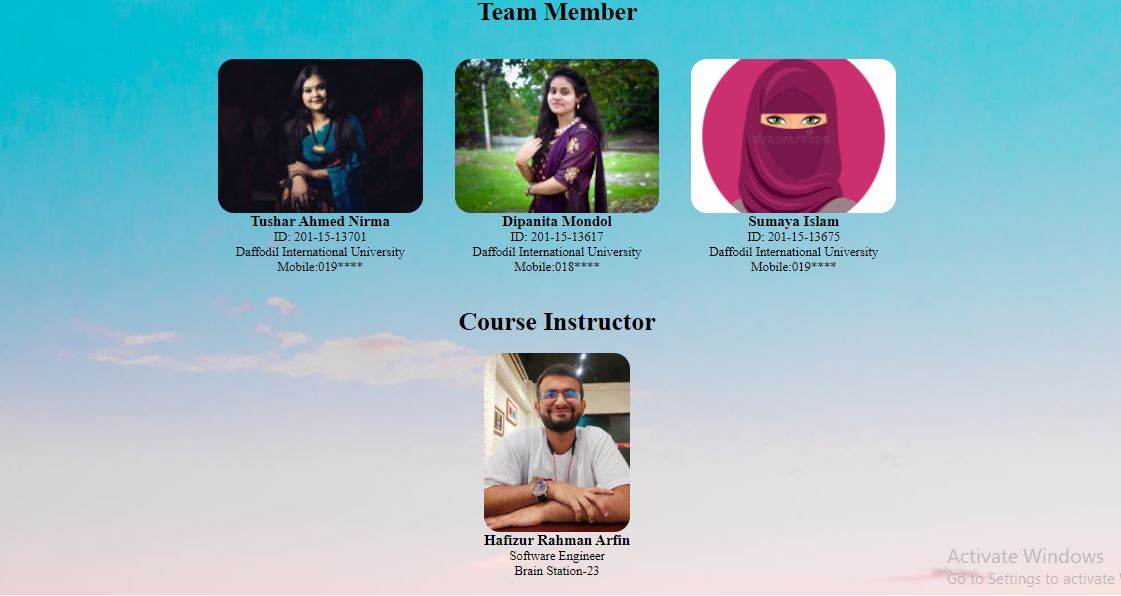 Team Member
dreamstime
Tushar Ahmed Nirma
ID: 201-15-13701
Daffodil International University
Mobile:019****
Dipanita Mondol
ID: 201-15-13617
Daffodil International University
Mobile:018****
Sumaya Islam
ID: 201-15-13675
Daffodil International University
Mobile:019****
Course Instructor
Hafizur Rahman Arfin
Software Engineer
Brain Station-23
Activate Windows
Go to Settings to activate